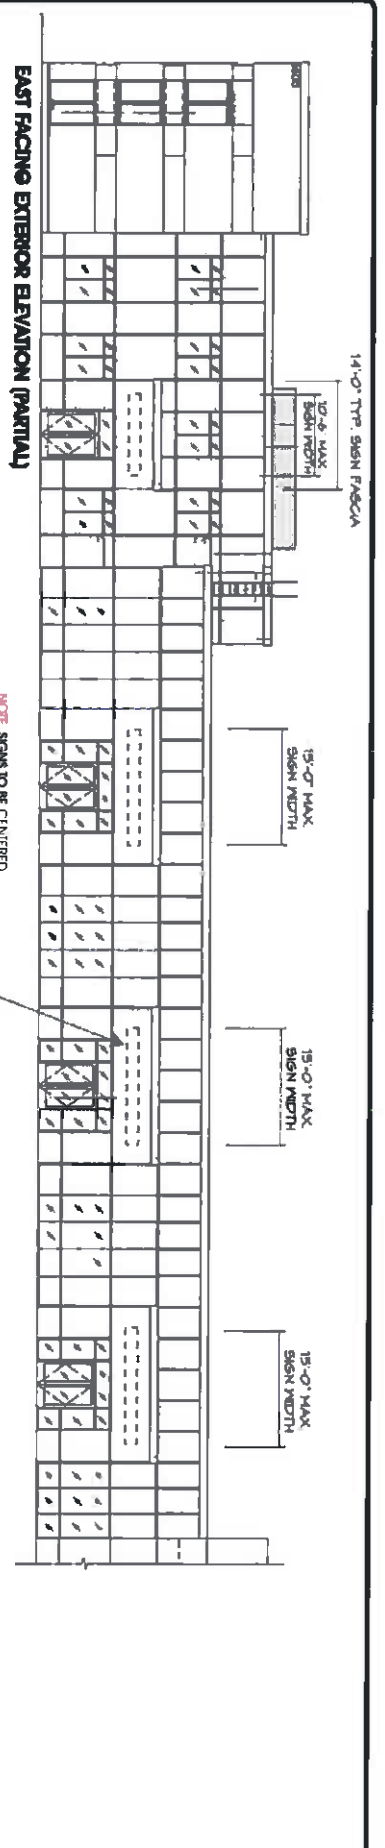 14'-0" TYP. SIGN FASCIA
10'-6" MAX
SIGN WIDTH
15'-0" MAX
SIGN WIDTH
15'-0" MAX
SIGN WIDTH
15'-0" MAX
SIGN WIDTH
EAST FACING EXTERIOR ELEVATION (PARTIAL)
NOTE SIGNS TO BE CENTERED